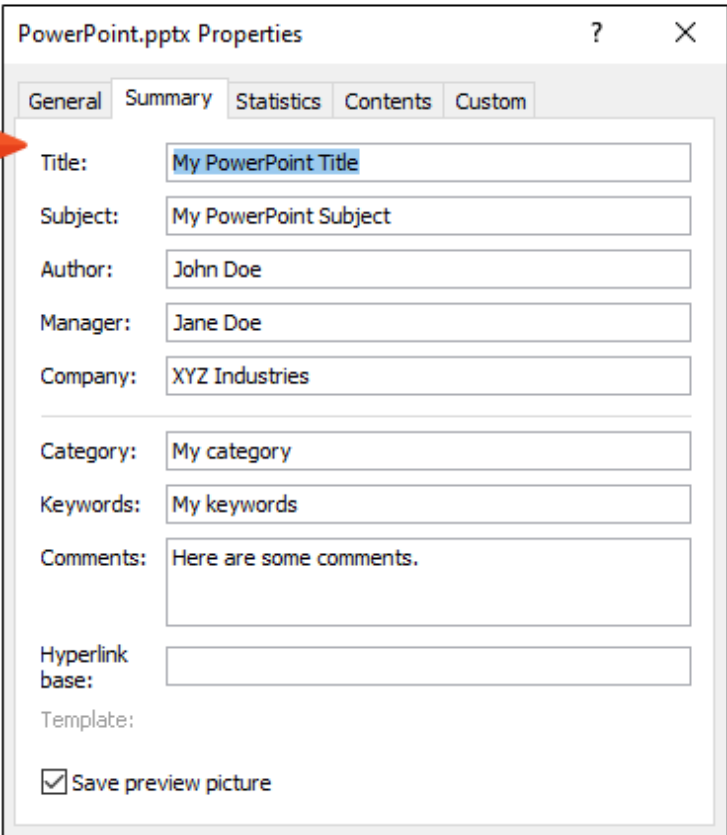 PowerPoint.pptx Properties ?
General Summary Statistics Contents Custom
Title: My PowerPoint Title
Subject: My PowerPoint Subject
Author: John Doe
Manager: Jane Doe
Company: XYZ Industries
Category: My category
Keywords: My keywords
Comments: Here are some comments.
Hyperlink
base:
Template:
Save preview picture